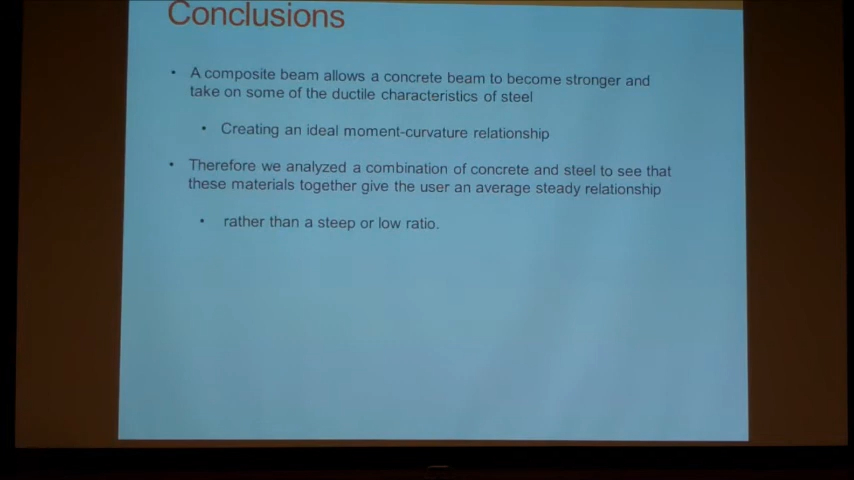 Conclusions
• A composite beam allows a concrete beam to become stronger and
take on some of the ductile characteristics of steel
• Creating an ideal moment-curvature relationship
• Therefore we analyzed a combination of concrete and steel to see that
these materials together give the user an average steady relationship
• rather than a steep or low ratio.